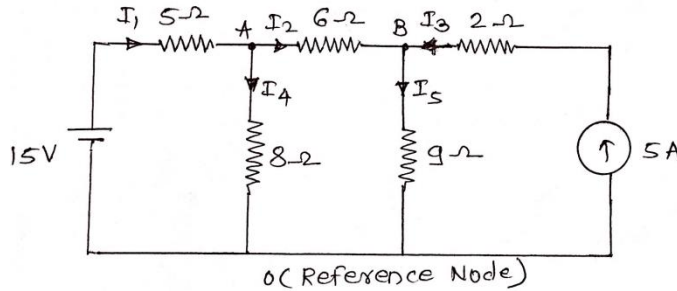 I₁ 5Ω A I₂ 6Ω B I₃ 2Ω
I₄ I₅
15V 8Ω 9Ω 5A
O (Reference Node)